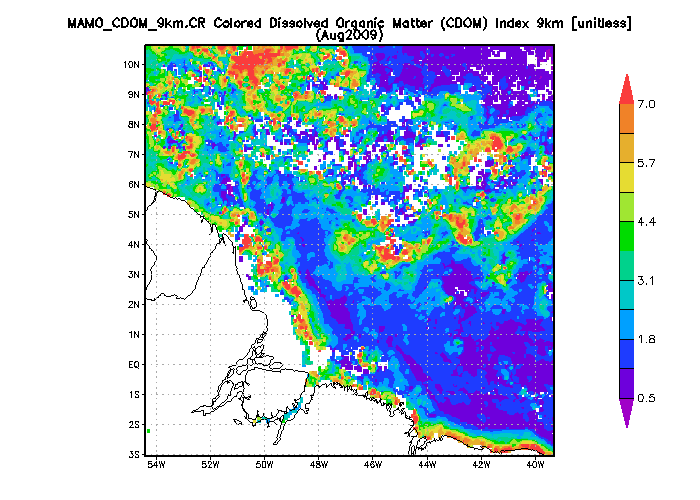 MAMO_CDOM_9km.CR Colored Dissolved Organic Matter (CDOM) Index 9km [unitless]
(Aug2009)
10N
9N
8N
7N
6N
5N
4N
3N
2N
1N
EQ
1S
2S
3S
54W 52W 50W 48W 46W 44W 42W 40W
7.0
5.7
4.4
3.1
1.8
0.5